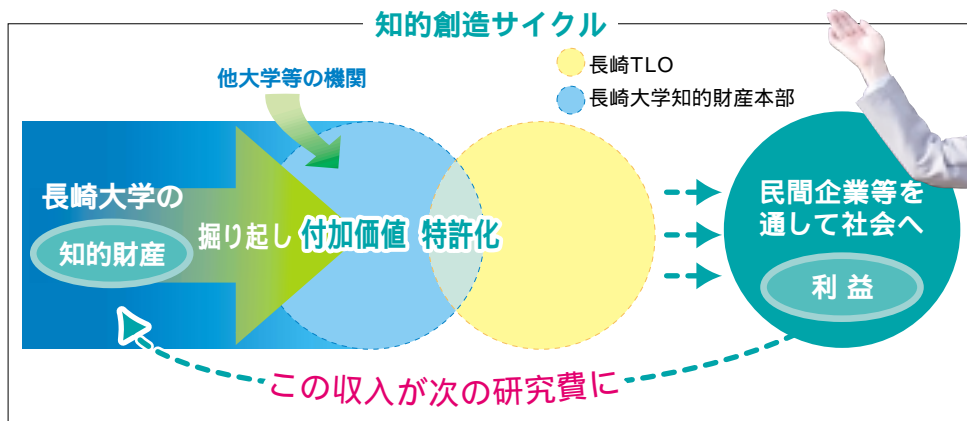 知的創造サイクル
他大学等の機関
長崎TLO
長崎大学知的財産本部
長崎大学の
知的財産
掘り起し
付加価値
特許化
民間企業等を
通して社会へ
利益
この収入が次の研究費に